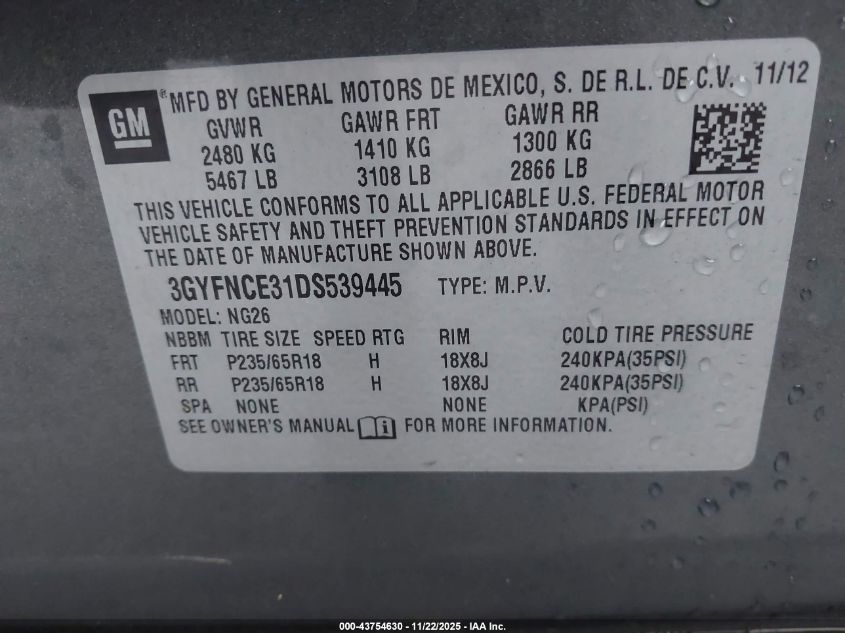 GM ®MFD BY GENERAL MOTORS DE MEXICO, S. DE R.L. DE C.V. 11/12
GVWR GAWR FRT GAWR RR
2480 KG 1410 KG 1300 KG
5467 LB 3108 LB 2866 LB
THIS VEHICLE CONFORMS TO ALL APPLICABLE U.S. FEDERAL MOTOR
VEHICLE SAFETY AND THEFT PREVENTION STANDARDS IN EFFECT ON
THE DATE OF MANUFACTURE SHOWN ABOVE.
3GYFNCE31DS539445 TYPE: M.P.V.
MODEL: NG26
NBBM TIRE SIZE SPEED RTG RIM COLD TIRE PRESSURE
FRT P235/65R18 H 18X8J 240KPA(35PSI)
RR P235/65R18 H 18X8J 240KPA(35PSI)
SPA NONE NONE KPA(PSI)
SEE OWNER'S MANUAL i FOR MORE INFORMATION.
000-43754630 - 11/22/2025 - IAA Inc.